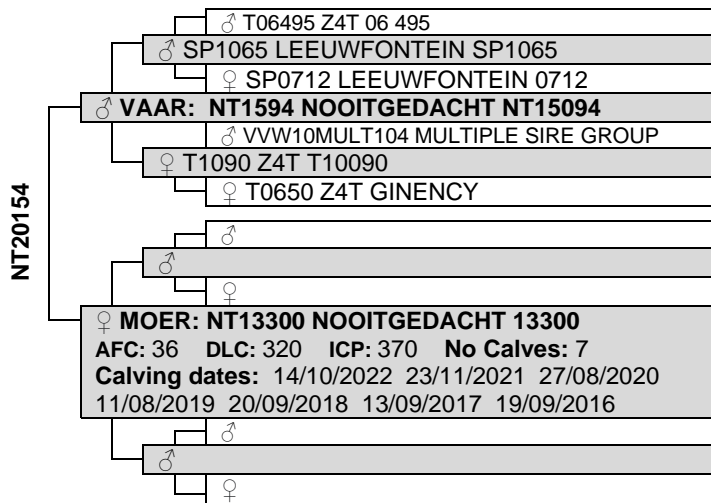 NT20154
♂ T06495 Z4T 06 495
♂ SP1065 LEEUWFONTEIN SP1065
♀ SP0712 LEEUWFONTEIN 0712
♂ VAAR: NT1594 NOOITGEDACHT NT15094
♂ VVW10MULT104 MULTIPLE SIRE GROUP
♀ T1090 Z4T T10090
♀ T0650 Z4T GINENCY
♂
♂
♀
♀ MOER: NT13300 NOOITGEDACHT 13300
AFC: 36 DLC: 320 ICP: 370 No Calves: 7
Calving dates: 14/10/2022 23/11/2021 27/08/2020
11/08/2019 20/09/2018 13/09/2017 19/09/2016
♂
♂
♀